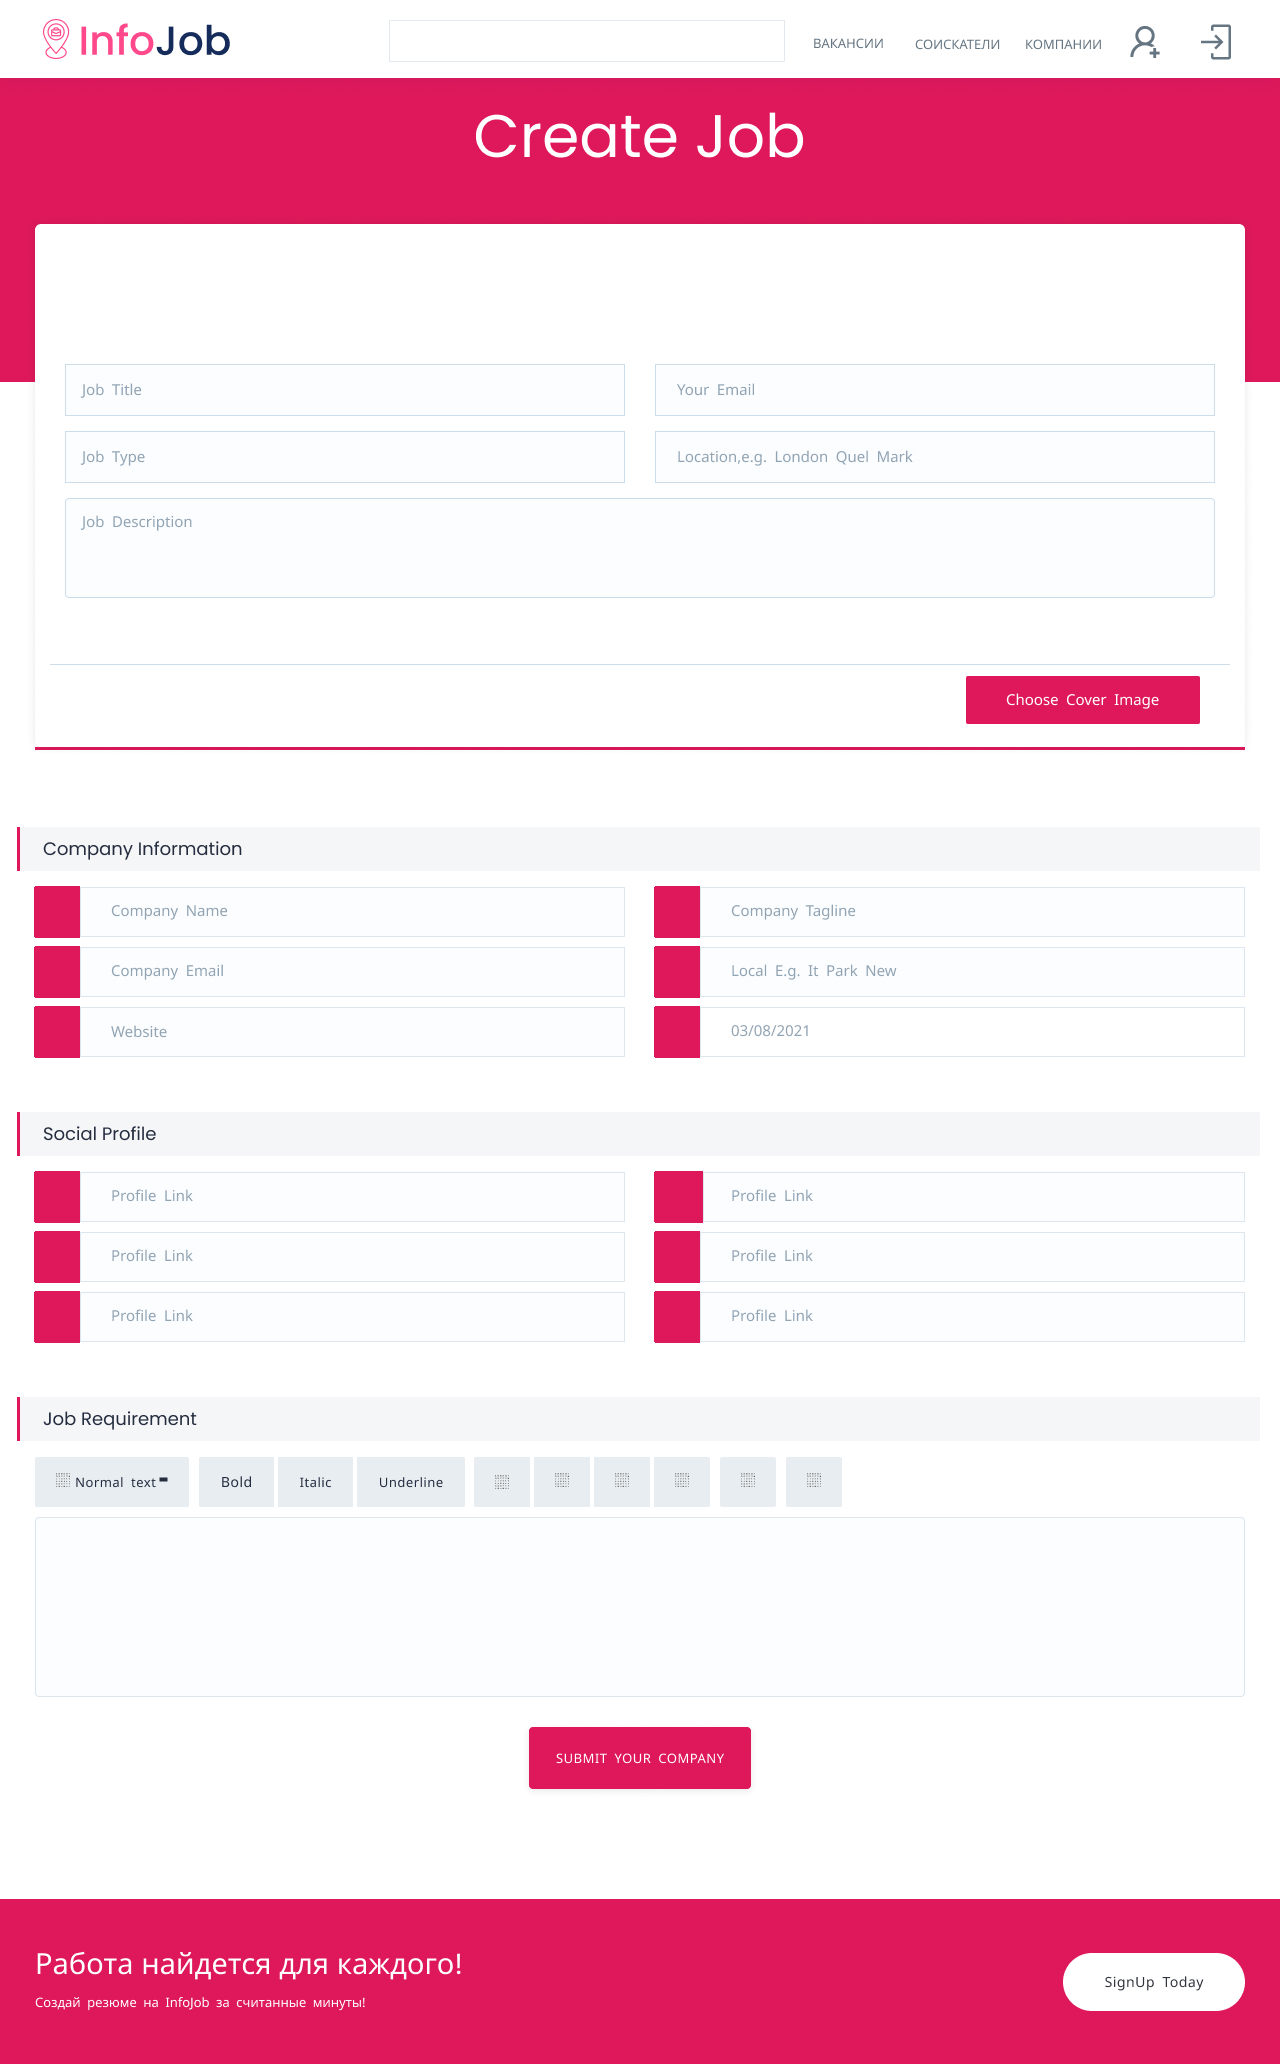 InfoJob
ВАКАНСИИ
СОИСКАТЕЛИ
КОМПАНИИ
Create Job
Job Title
Your Email
Job Type
Location,e.g. London Quel Mark
Job Description
Choose Cover Image
Company Information
Company Name
Company Tagline
Company Email
Local E.g. It Park New
Website
03/08/2021
Social Profile
Profile Link
Profile Link
Profile Link
Profile Link
Profile Link
Profile Link
Job Requirement
Normal text
Bold
Italic
Underline
SUBMIT YOUR COMPANY
Работа найдется для каждого!
Создай резюме на InfoJob за считанные минуты!
SignUp Today